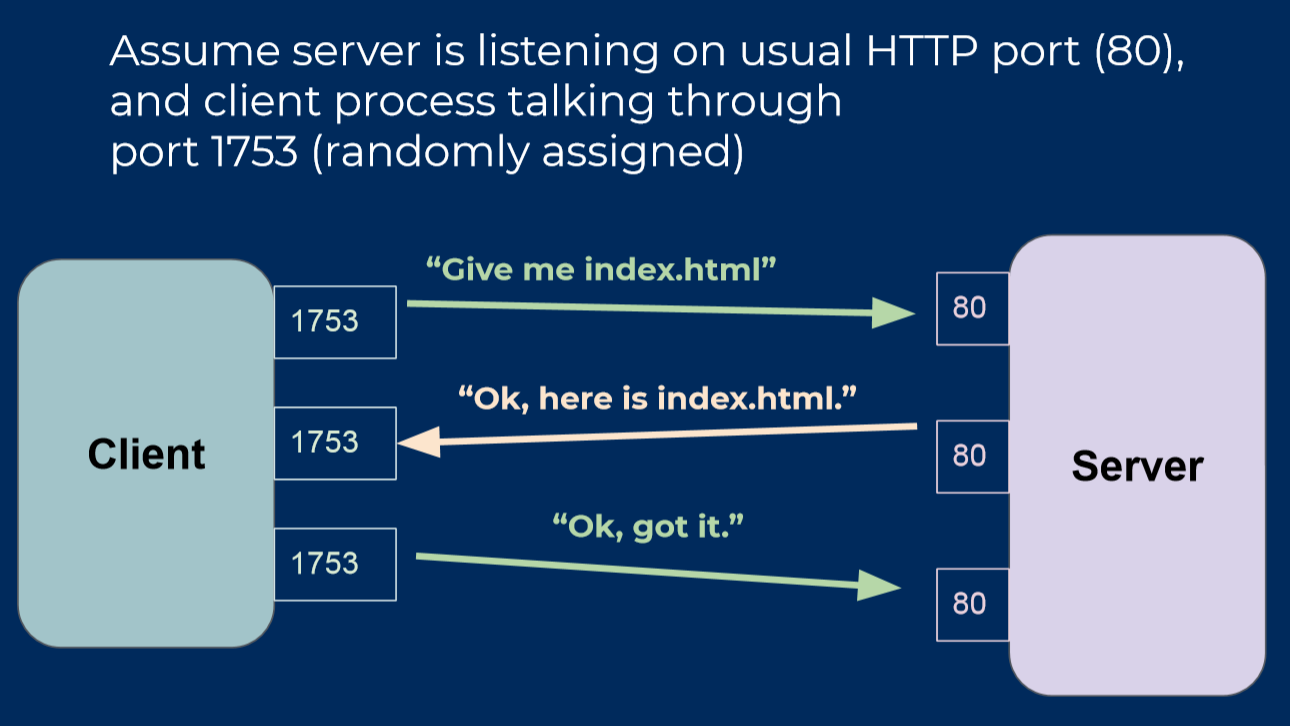 Assume server is listening on usual HTTP port (80),
and client process talking through
port 1753 (randomly assigned)
“Give me index.html”
1753
80
“Ok, here is index.html.”
1753
80
Client
Server
“Ok, got it.”
1753
80